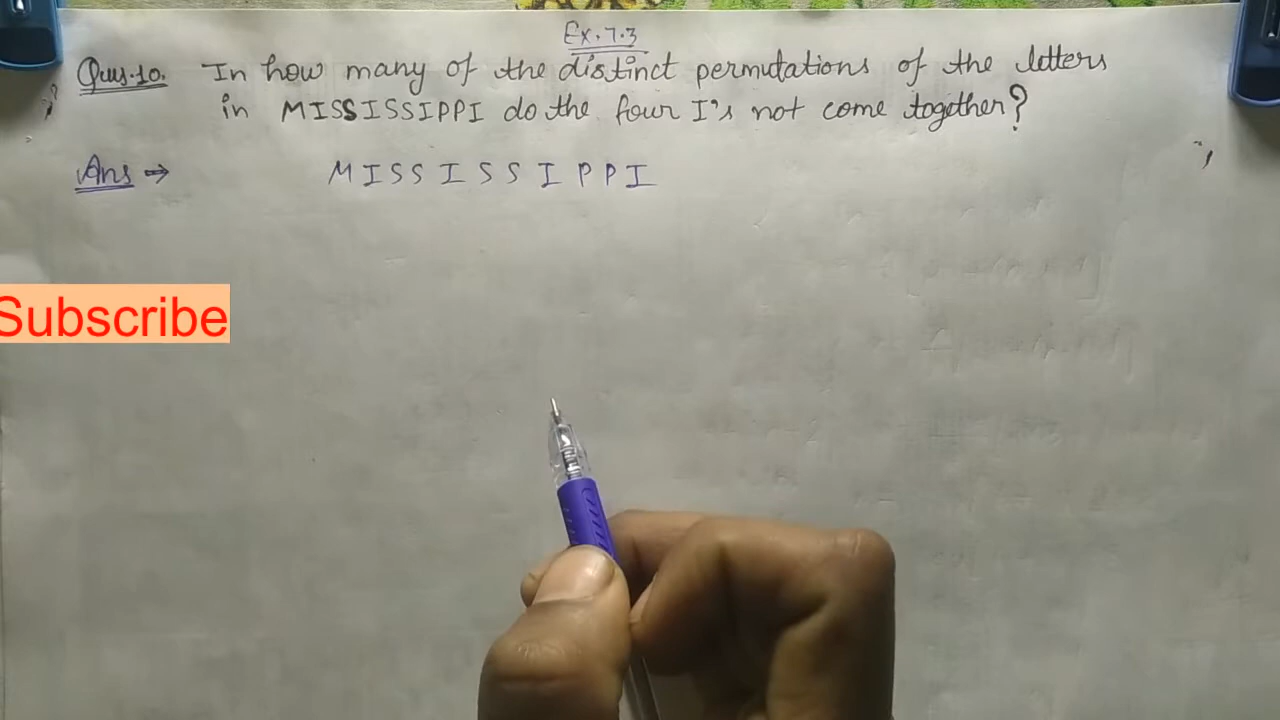 Ex.7.3
Ques.10. In how many of the distinct permutations of the letters
in MISSISSIPPI do the four I's not come together?
Ans ⇒ M I S S I S S I P P I
Subscribe